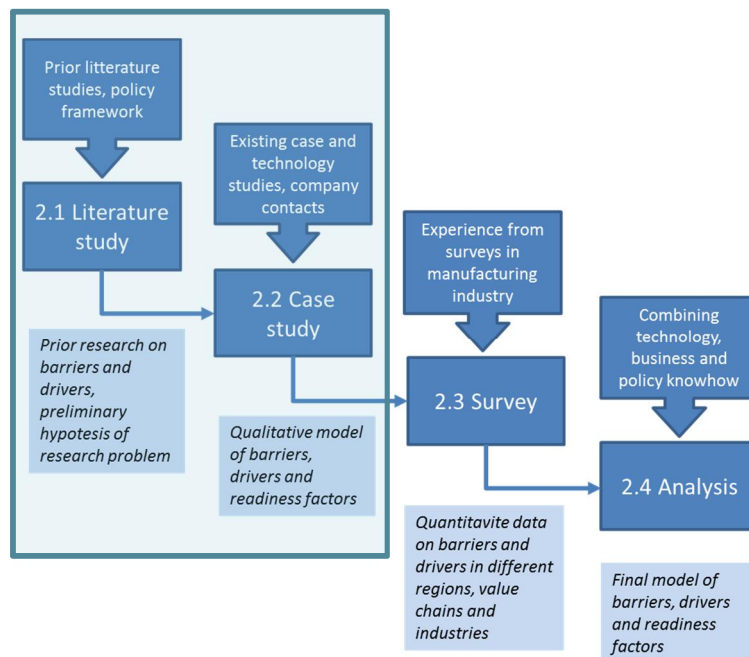 Prior litterature
studies, policy
framework
2.1 Literature
study
Prior research on
barriers and
drivers,
preliminary
hypotesis of
research problem
Existing case and
technology
studies, company
contacts
2.2 Case
study
Qualitative model
of barriers,
drivers and
readiness factors
Experience from
surveys in
manufacturing
industry
2.3 Survey
Quantitavite data
on barriers and
drivers in different
regions, value
chains and
industries
Combining
technology,
business and
policy knowhow
2.4 Analysis
Final model of
barriers, drivers
and readiness
factors